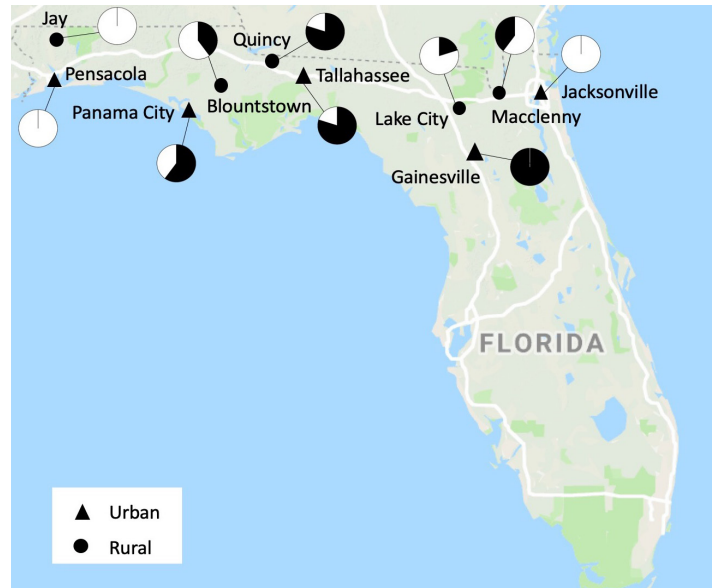 Jay
Quincy
Pensacola
Tallahassee
Panama City
Blountstown
Lake City
Macclenny
Jacksonville
Gainesville
FLORIDA
Urban
Rural